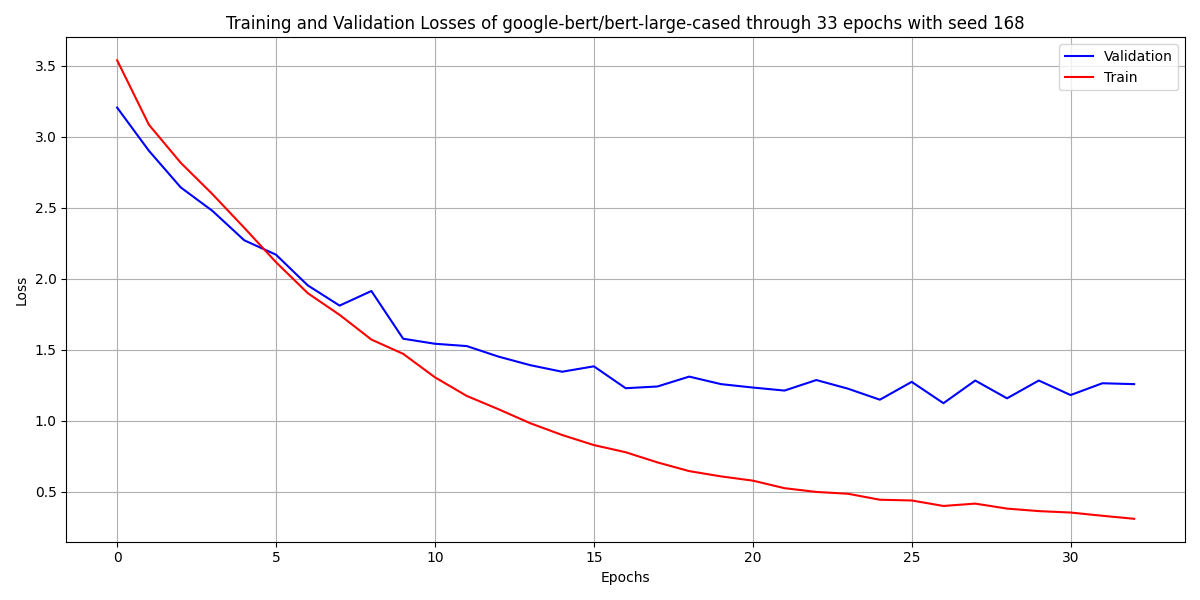 Training and Validation Losses of google-bert/bert-large-cased through 33 epochs with seed 168
Validation
Train
Loss
3.5
3.0
2.5
2.0
1.5
1.0
0.5
0 5 10 15 20 25 30
Epochs